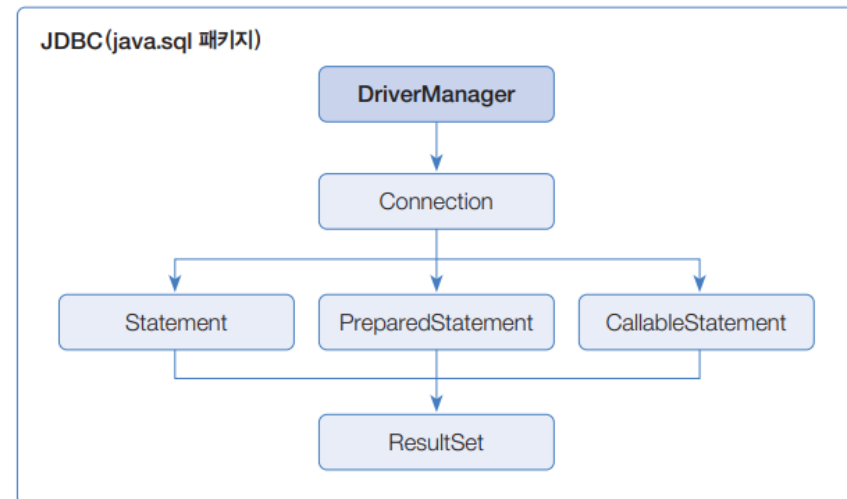 JDBC(java.sql 패키지)
DriverManager
Connection
Statement
PreparedStatement
CallableStatement
ResultSet